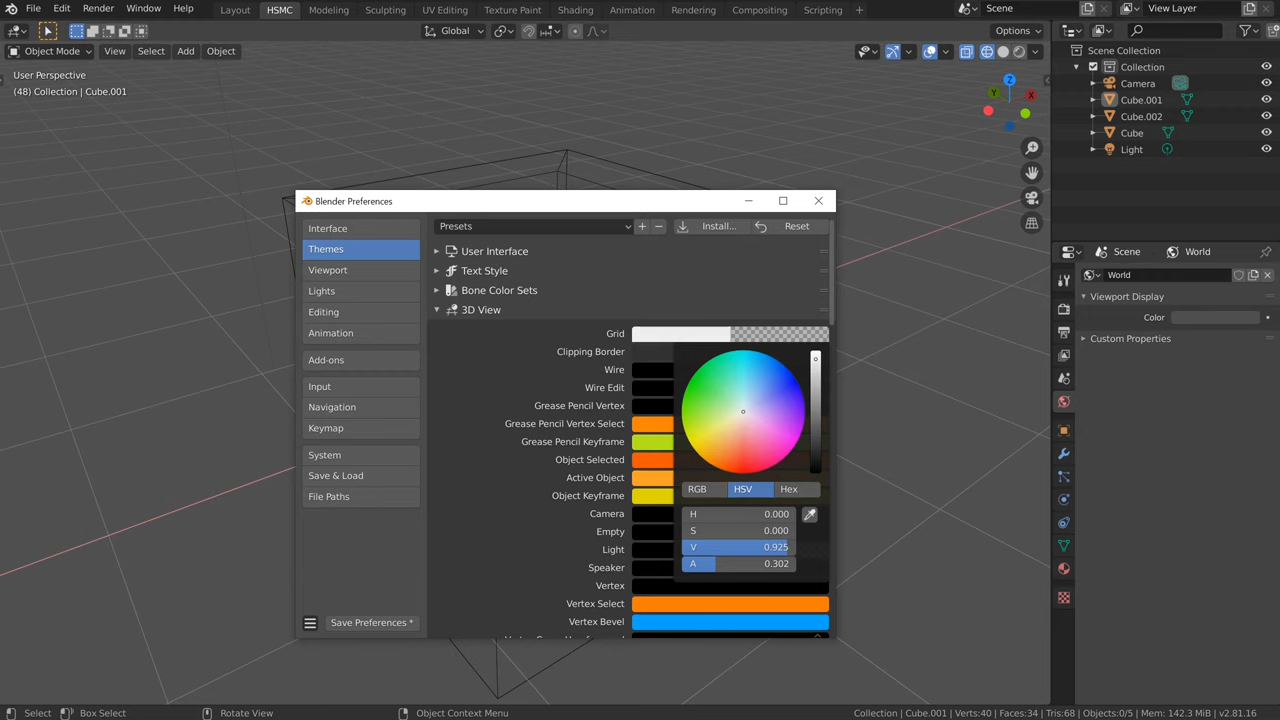 File Edit Render Window Help Layout HSMC Modeling Sculpting UV Editing Texture Paint Shading Animation Rendering Compositing Scripting + Scene View Layer
Global Options
Object Mode View Select Add Object
User Perspective
(48) Collection | Cube.001
Z
Y X
Scene Collection
Collection
Camera
Cube.001
Cube.002
Cube
Light
Scene World
World
Viewport Display
Color
Custom Properties
Blender Preferences
Interface
Themes
Viewport
Lights
Editing
Animation
Add-ons
Input
Navigation
Keymap
System
Save & Load
File Paths
Save Preferences *
Presets + − Install... Reset
User Interface
Text Style
Bone Color Sets
3D View
Grid
Clipping Border
Wire
Wire Edit
Grease Pencil Vertex
Grease Pencil Vertex Select
Grease Pencil Keyframe
Object Selected
Active Object
Object Keyframe
Camera
Empty
Light
Speaker
Vertex
Vertex Select
Vertex Bevel
RGB HSV Hex
H 0.000
S 0.000
V 0.925
A 0.302
Select Box Select Rotate View Object Context Menu Collection | Cube.001 | Verts:40 | Faces:34 | Tris:68 | Objects:0/5 | Mem: 142.3 MiB | v2.81.16